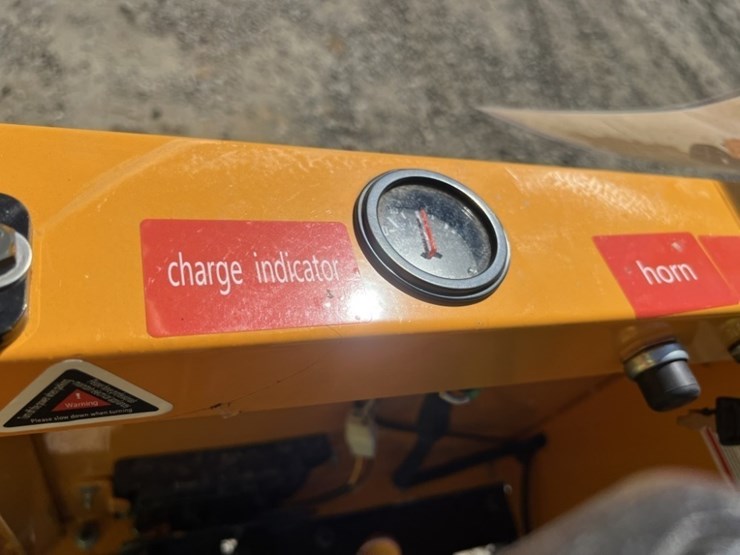 charge indicator
horn
Warning
Please slow down when turning